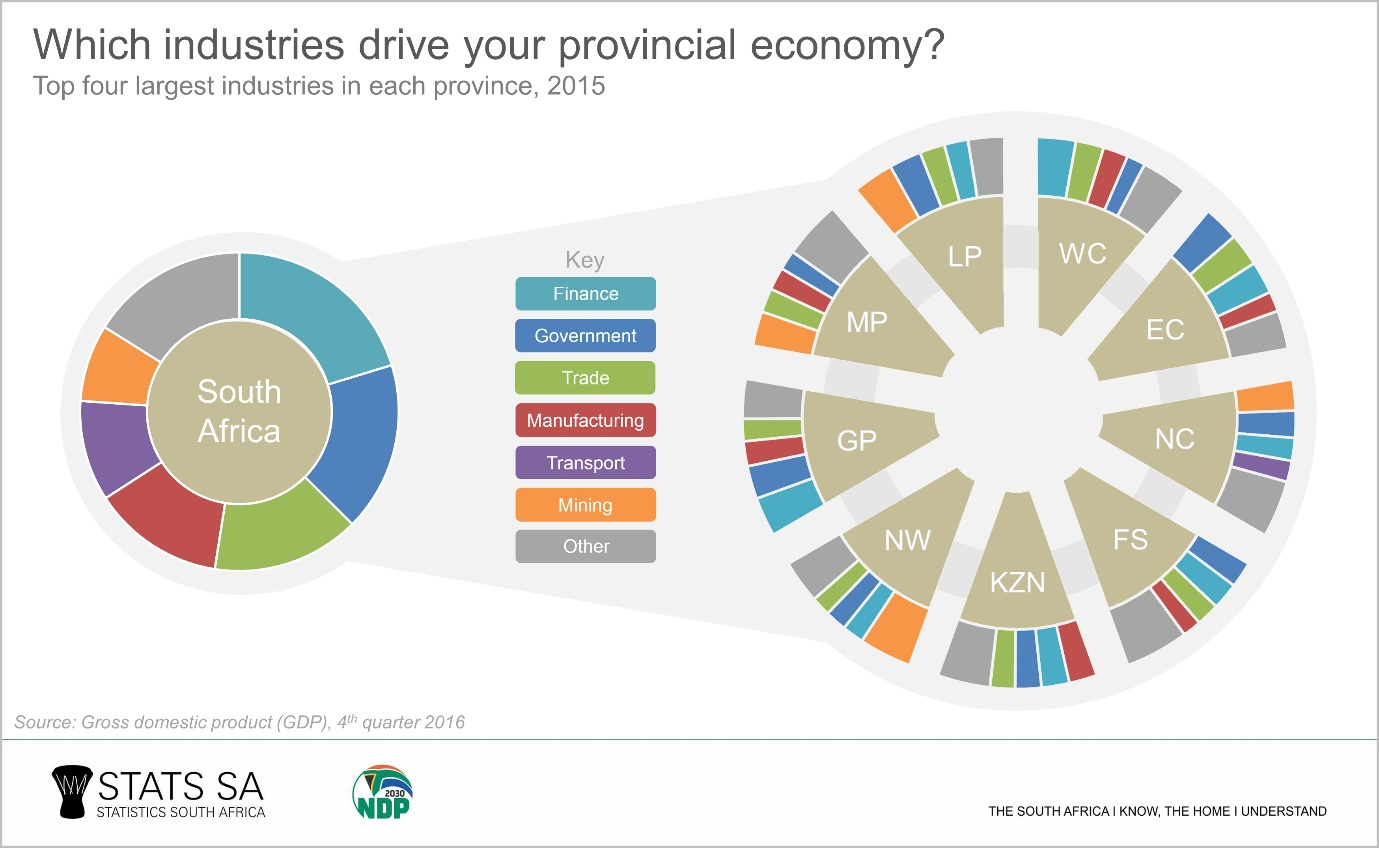 Which industries drive your provincial economy?
Top four largest industries in each province, 2015
South
Africa
Key
Finance
Government
Trade
Manufacturing
Transport
Mining
Other
LP
WC
MP
EC
GP
NC
NW
FS
KZN
Source: Gross domestic product (GDP), 4th quarter 2016
STATS SA
STATISTICS SOUTH AFRICA
2030
NDP
THE SOUTH AFRICA I KNOW, THE HOME I UNDERSTAND